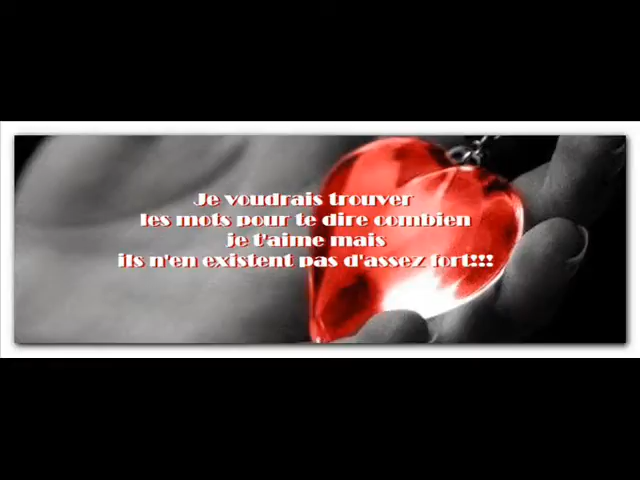 Je voudrais trouver
les mots pour te dire combien
je t'aime mais
ils n'en existent pas d'assez fort!!!